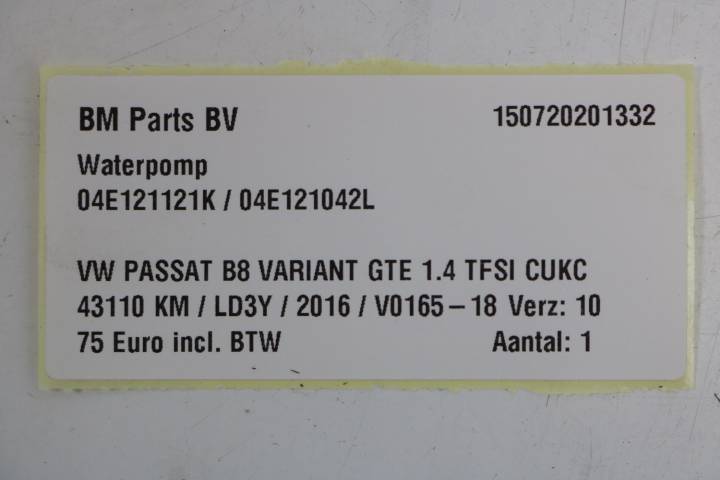 BM Parts BV 150720201332
Waterpomp
04E121121K / 04E121042L
VW PASSAT B8 VARIANT GTE 1.4 TFSI CUKC
43110 KM / LD3Y / 2016 / V0165-18 Verz: 10
75 Euro incl. BTW Aantal: 1